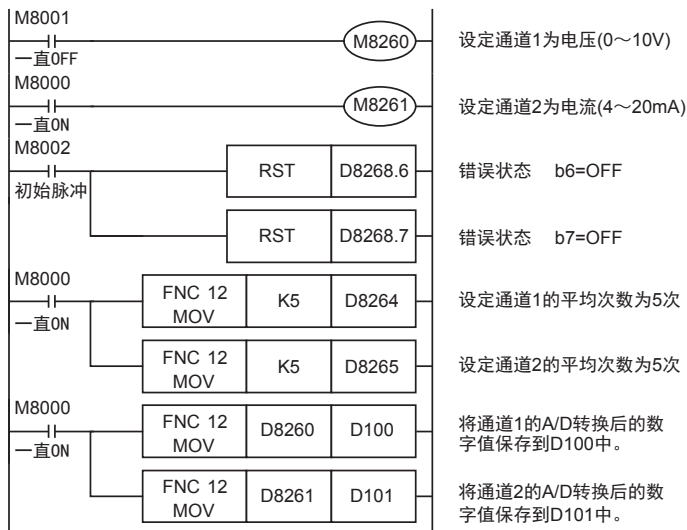 M8001
一直OFF
M8260
设定通道1为电压(0～10V)
M8000
一直ON
M8261
设定通道2为电流(4～20mA)
M8002
初始脉冲
RST D8268.6
错误状态 b6=OFF
RST D8268.7
错误状态 b7=OFF
M8000
一直ON
FNC 12
MOV
K5 D8264
设定通道1的平均次数为5次
FNC 12
MOV
K5 D8265
设定通道2的平均次数为5次
M8000
一直ON
FNC 12
MOV
D8260 D100
将通道1的A/D转换后的数
字值保存到D100中。
FNC 12
MOV
D8261 D101
将通道2的A/D转换后的数
字值保存到D101中。